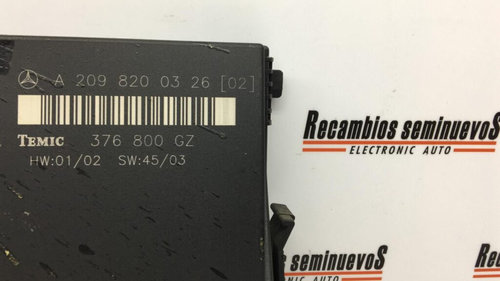 A 209 820 03 26 [02]
TEMIC 376 800 GZ
HW:01/02 SW:45/03
Recambios seminuevos
ELECTRONIC AUTO
seminuevos
ELECTRONIC AUTO
Recambios
ELECTR